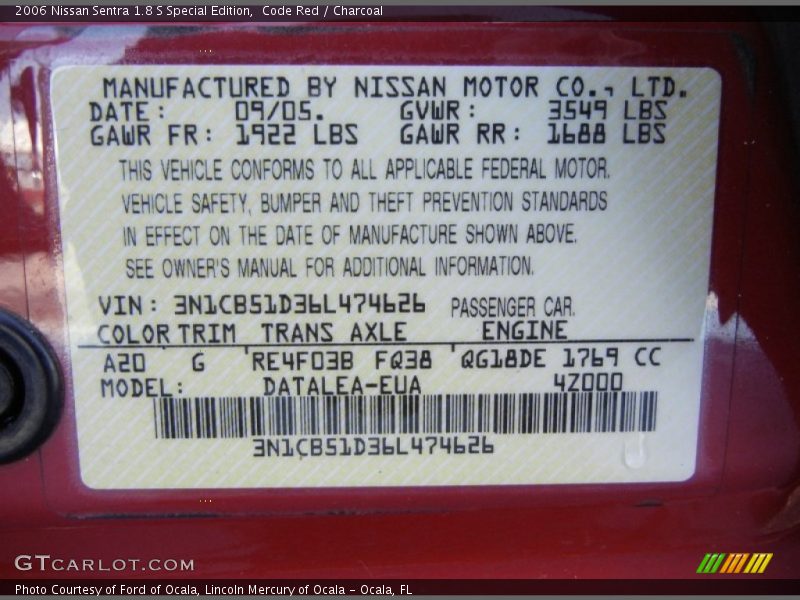 2006 Nissan Sentra 1.8 S Special Edition,  Code Red / Charcoal
MANUFACTURED BY NISSAN MOTOR CO., LTD.
DATE: 09/05. GVWR: 3549 LBS
GAWR FR: 1922 LBS GAWR RR: 1688 LBS
THIS VEHICLE CONFORMS TO ALL APPLICABLE FEDERAL MOTOR.
VEHICLE SAFETY, BUMPER AND THEFT PREVENTION STANDARDS
IN EFFECT ON THE DATE OF MANUFACTURE SHOWN ABOVE.
SEE OWNER'S MANUAL FOR ADDITIONAL INFORMATION.
VIN: 3N1CB51D36L474626 PASSENGER CAR.
COLOR TRIM TRANS AXLE ENGINE
A20 G RE4F03B FQ38 QG18DE 1769 CC
MODEL: DATALEA-EUA 4Z000
3N1CB51D36L474626
GTCARLOT.COM
Photo Courtesy of Ford of Ocala, Lincoln Mercury of Ocala - Ocala, FL